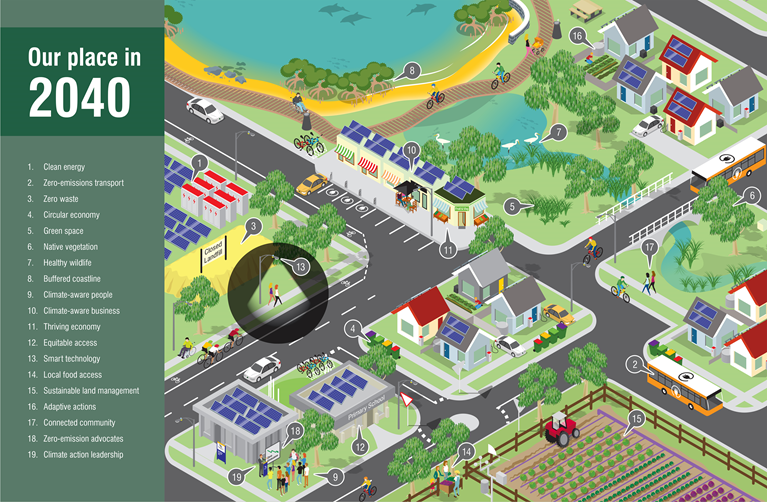 Our place in
2040
1. Clean energy
2. Zero-emissions transport
3. Zero waste
4. Circular economy
5. Green space
6. Native vegetation
7. Healthy wildlife
8. Buffered coastline
9. Climate-aware people
10. Climate-aware business
11. Thriving economy
12. Equitable access
13. Smart technology
14. Local food access
15. Sustainable land management
16. Adaptive actions
17. Connected community
18. Zero-emission advocates
19. Climate action leadership
16
8
7
1
10
5
6
3
Closed
Landfill
11
17
13
4
2
Primary School
15
18
12
14
19
9